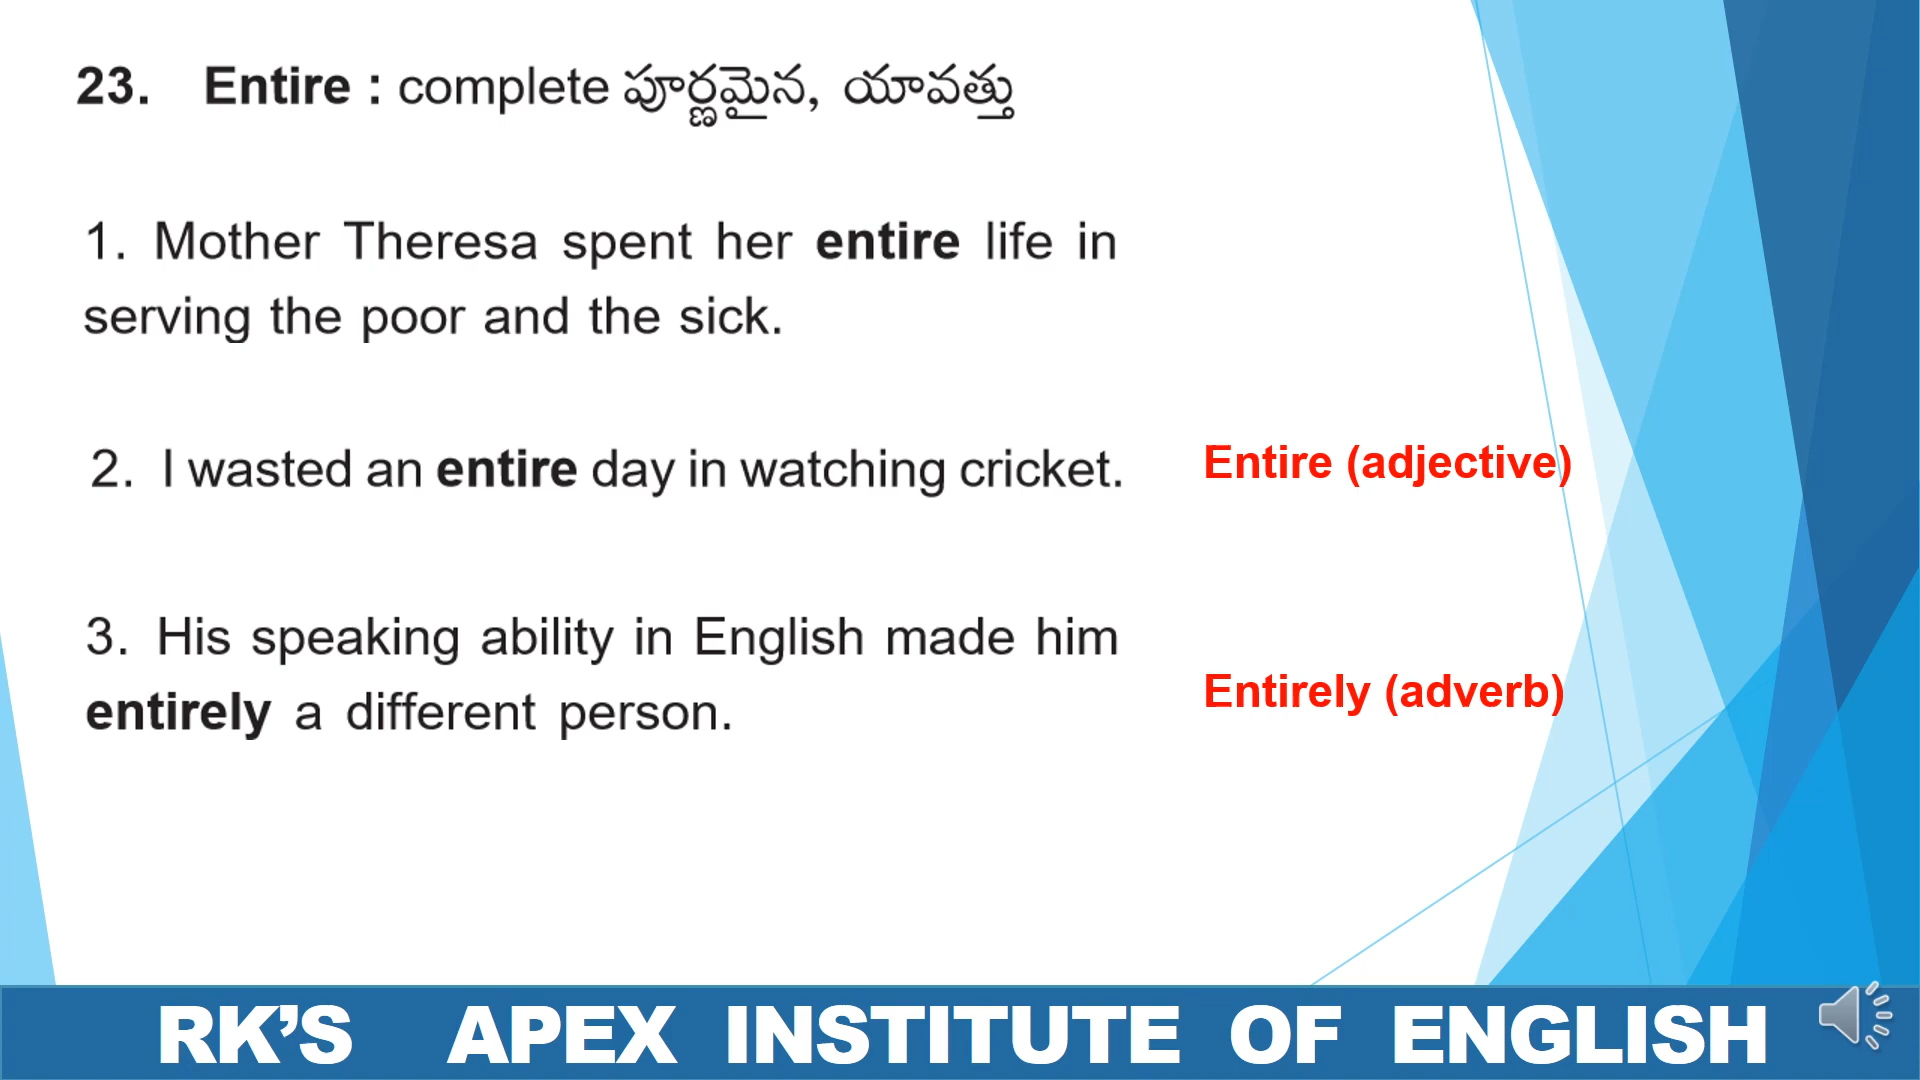 23. Entire : complete పూర్ణమైన, యావత్తు
1. Mother Theresa spent her entire life in
serving the poor and the sick.
2. I wasted an entire day in watching cricket.
Entire (adjective)
3. His speaking ability in English made him
entirely a different person.
Entirely (adverb)
RK’S APEX INSTITUTE OF ENGLISH